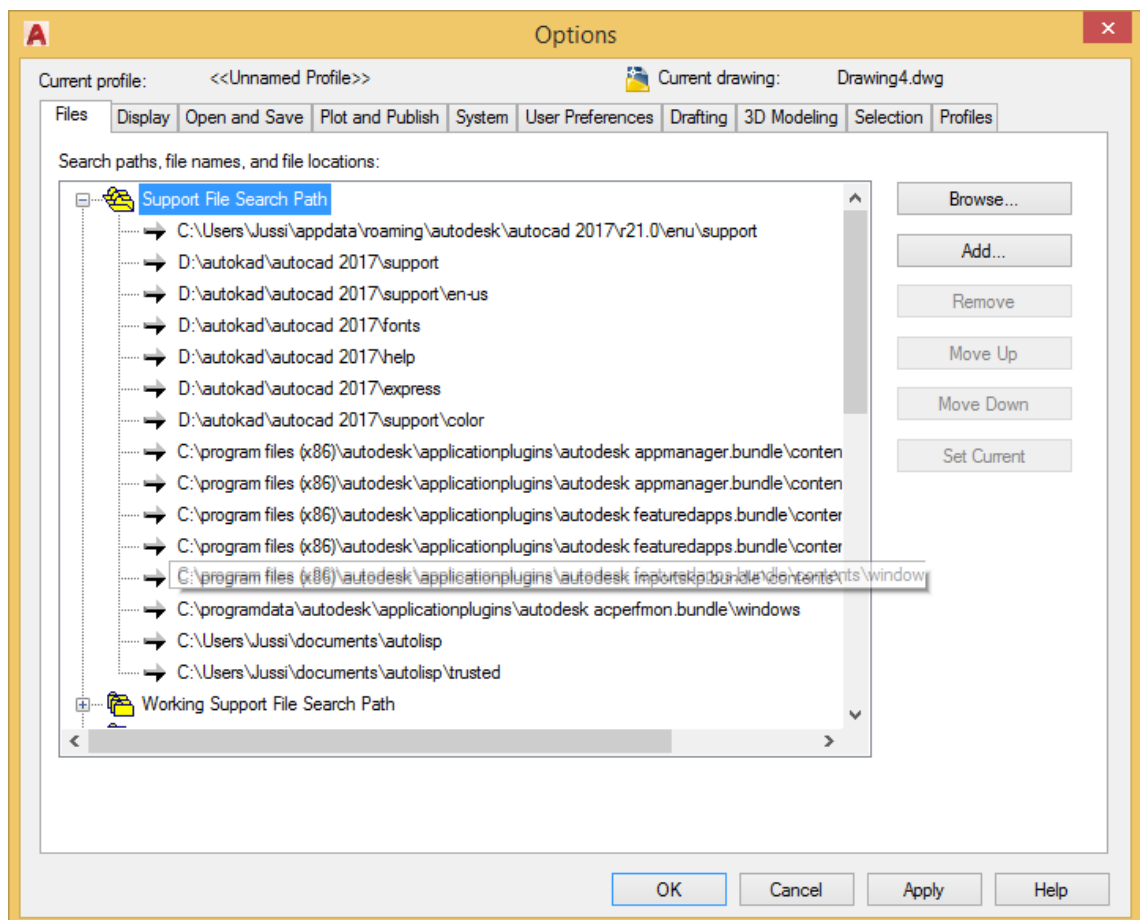 Options
Current profile: <<Unnamed Profile>> Current drawing: Drawing4.dwg
Files Display Open and Save Plot and Publish System User Preferences Drafting 3D Modeling Selection Profiles
Search paths, file names, and file locations:
Support File Search Path
C:\Users\Jussi\appdata\roaming\autodesk\autocad 2017\r21.0\enu\support
D:\autokad\autocad 2017\support
D:\autokad\autocad 2017\support\en-us
D:\autokad\autocad 2017\fonts
D:\autokad\autocad 2017\help
D:\autokad\autocad 2017\express
D:\autokad\autocad 2017\support\color
C:\program files (x86)\autodesk\applicationplugins\autodesk appmanager.bundle\conten
C:\program files (x86)\autodesk\applicationplugins\autodesk appmanager.bundle\conten
C:\program files (x86)\autodesk\applicationplugins\autodesk featuredapps.bundle\conter
C:\program files (x86)\autodesk\applicationplugins\autodesk featuredapps.bundle\conter
C:\program files (x86)\autodesk\applicationplugins\autodesk
C:\programdata\autodesk\applicationplugins\autodesk acperfmon.bundle\windows
C:\Users\Jussi\documents\autolisp
C:\Users\Jussi\documents\autolisp\trusted
Working Support File Search Path
Browse...
Add...
Remove
Move Up
Move Down
Set Current
OK Cancel Apply Help